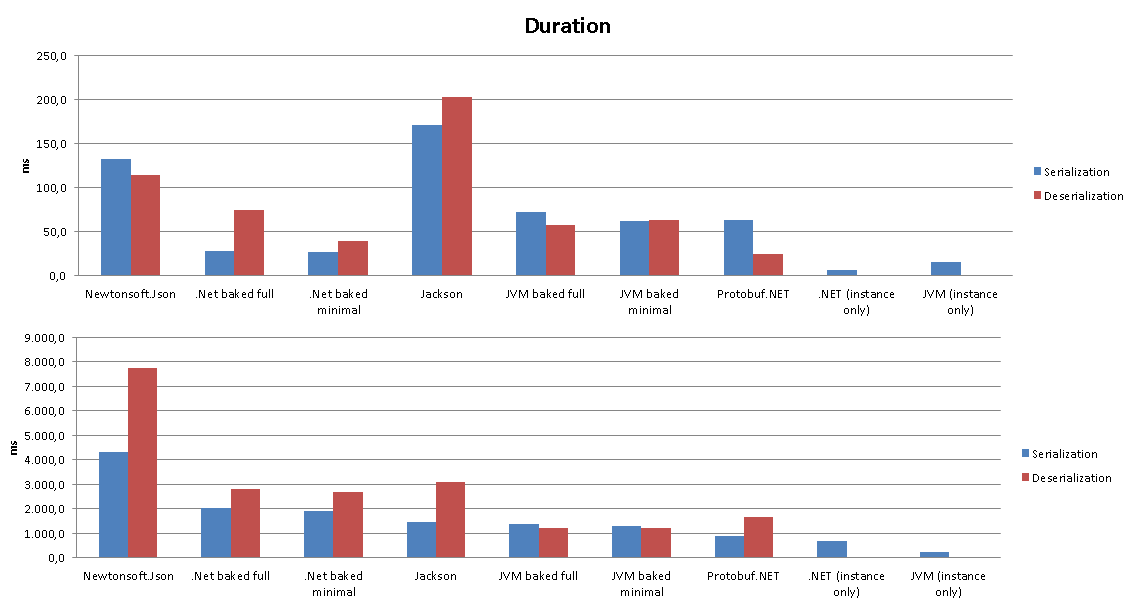 Duration
250,0
200,0
150,0
100,0
50,0
0,0
ms
Newtonsoft.Json
.Net baked full
.Net baked
minimal
Jackson
JVM baked full
JVM baked
minimal
Protobuf.NET
.NET (instance
only)
JVM (instance
only)
Serialization
Deserialization
9.000,0
8.000,0
7.000,0
6.000,0
5.000,0
4.000,0
3.000,0
2.000,0
1.000,0
0,0
ms
Newtonsoft.Json
.Net baked full
.Net baked
minimal
Jackson
JVM baked full
JVM baked
minimal
Protobuf.NET
.NET (instance
only)
JVM (instance
only)
Serialization
Deserialization